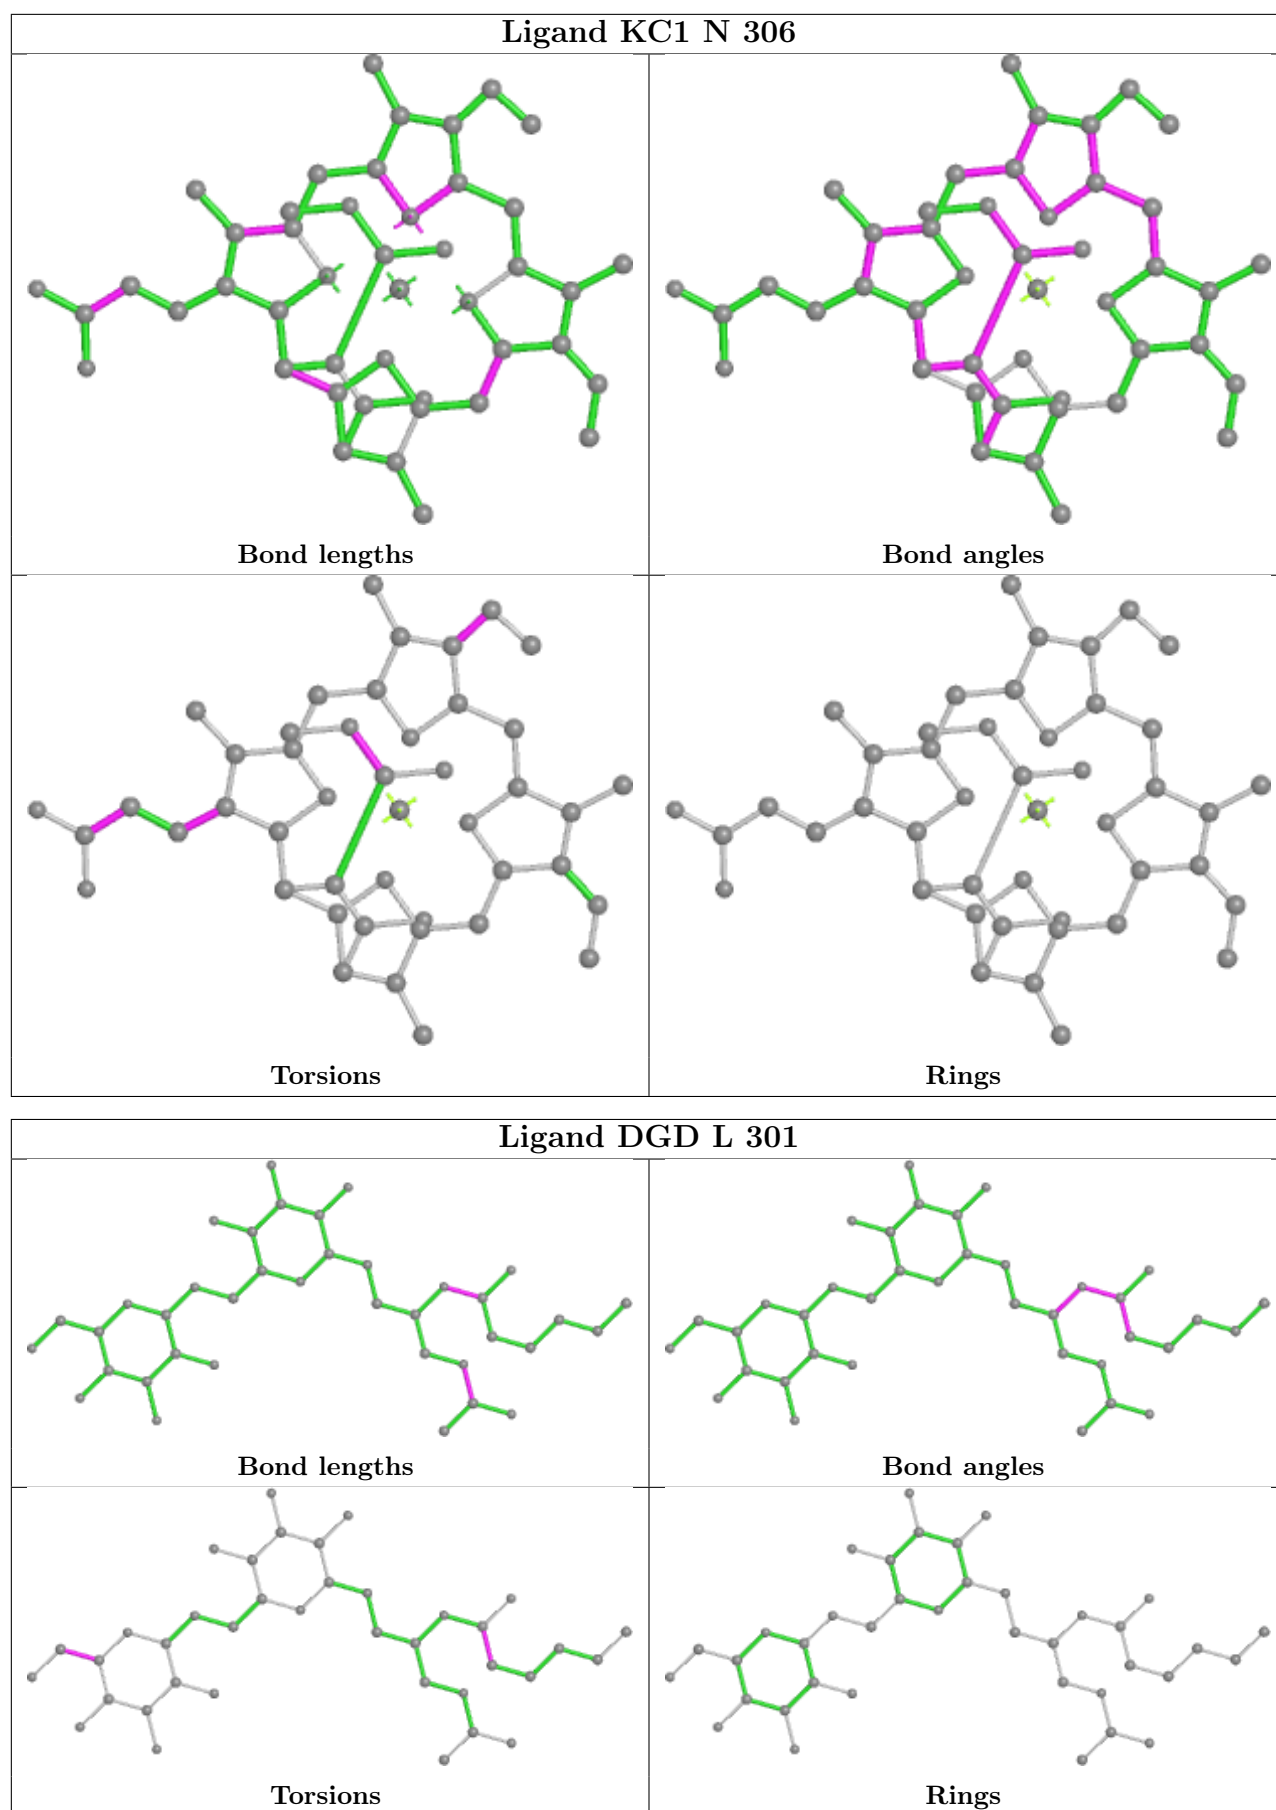 Ligand KC1 N 306
Bond lengths
Bond angles
Torsions
Rings
Ligand DGD L 301
Bond lengths
Bond angles
Torsions
Rings